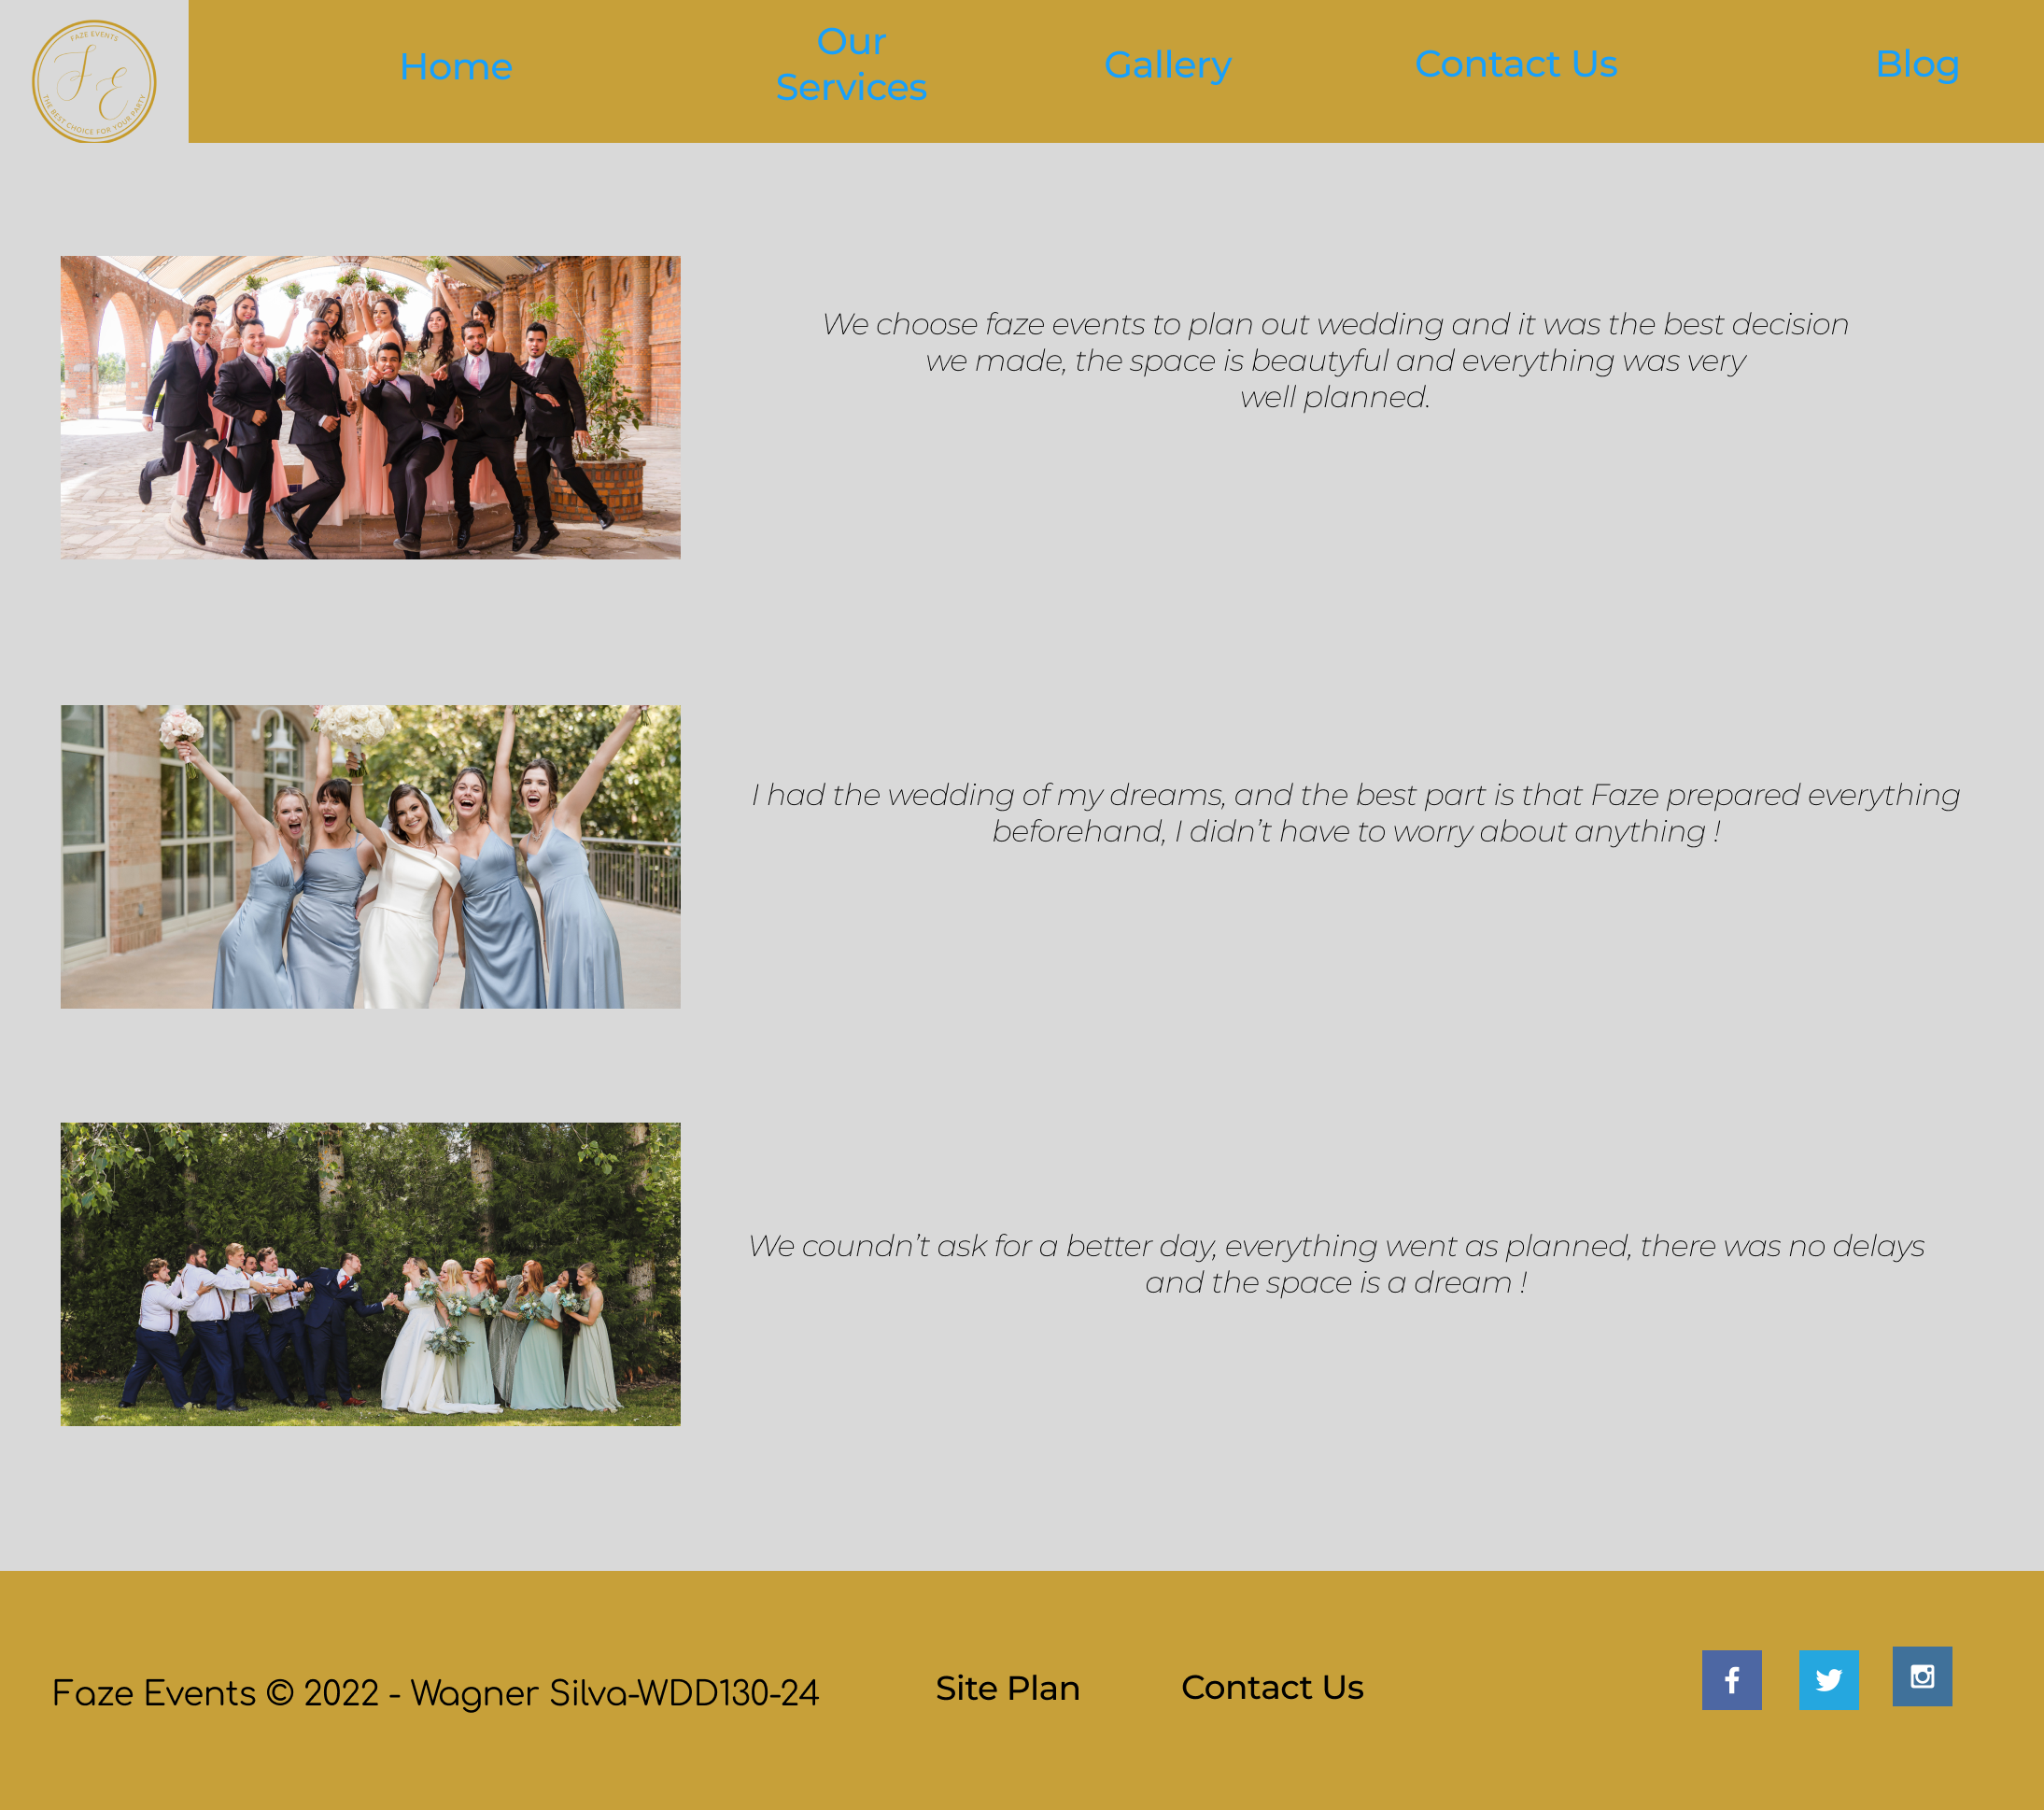 FAZE EVENTS
F E
THE BEST CHOICE FOR YOUR PARTY
Home
Our
Services
Gallery
Contact Us
Blog
We choose faze events to plan out wedding and it was the best decision
we made, the space is beautyful and everything was very
well planned.
I had the wedding of my dreams, and the best part is that Faze prepared everything
beforehand, I didn’t have to worry about anything !
We coundn’t ask for a better day, everything went as planned, there was no delays
and the space is a dream !
Faze Events © 2022 - Wagner Silva-WDD130-24
Site Plan
Contact Us